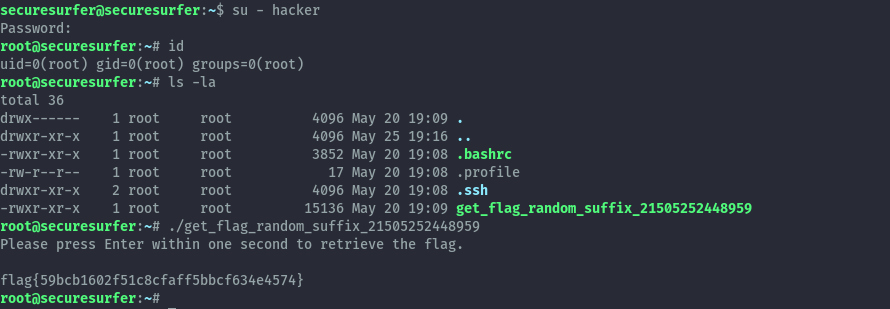 securesurfer@securesurfer:~$ su - hacker
Password:
root@securesurfer:~# id
uid=0(root) gid=0(root) groups=0(root)
root@securesurfer:~# ls -la
total 36
drwx------    1 root     root          4096 May 20 19:09 .
drwxr-xr-x    1 root     root          4096 May 25 19:16 ..
-rwxr-xr-x    1 root     root          3852 May 20 19:08 .bashrc
-rw-r--r--    1 root     root            17 May 20 19:08 .profile
drwxr-xr-x    2 root     root          4096 May 20 19:08 .ssh
-rwxr-xr-x    1 root     root         15136 May 20 19:09 get_flag_random_suffix_21505252448959
root@securesurfer:~# ./get_flag_random_suffix_21505252448959
Please press Enter within one second to retrieve the flag.
flag{59bcb1602f51c8cfaff5bbcf634e4574}
root@securesurfer:~#